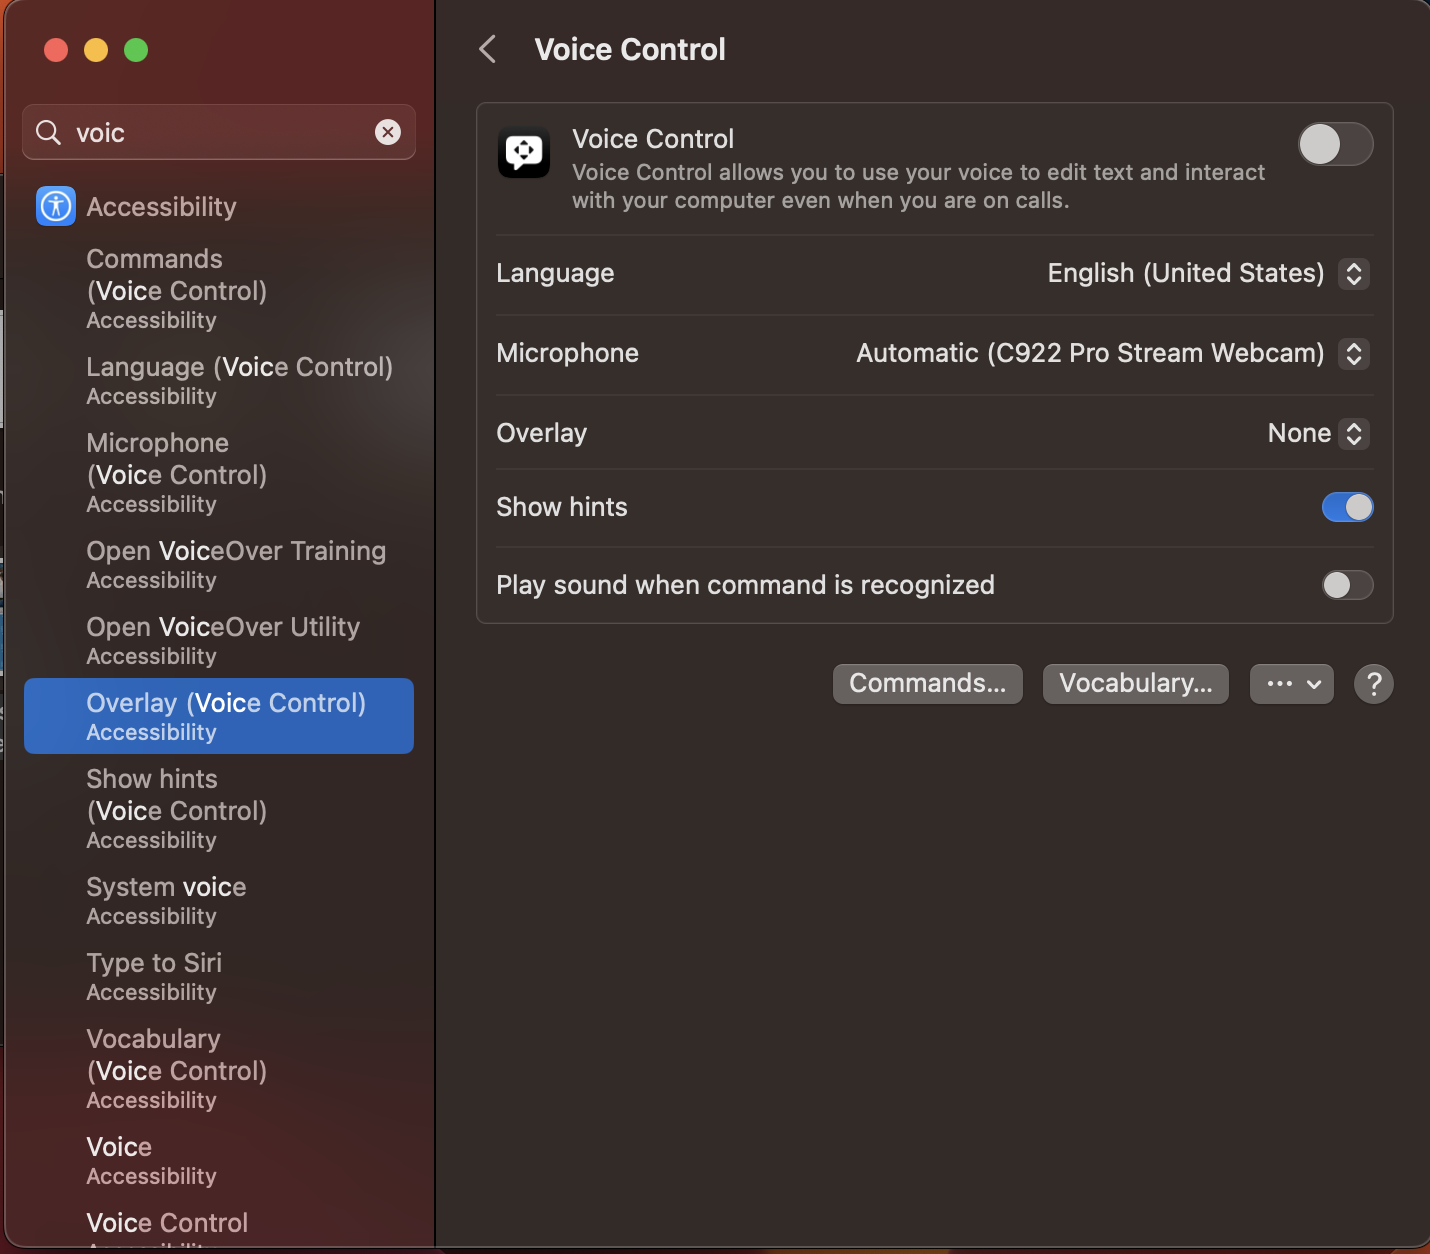 voic
Accessibility
Commands
(Voice Control)
Accessibility
Language (Voice Control)
Accessibility
Microphone
(Voice Control)
Accessibility
Open VoiceOver Training
Accessibility
Open VoiceOver Utility
Accessibility
Overlay (Voice Control)
Accessibility
Show hints
(Voice Control)
Accessibility
System voice
Accessibility
Type to Siri
Accessibility
Vocabulary
(Voice Control)
Accessibility
Voice
Accessibility
Voice Control
Voice Control
Voice Control
Voice Control allows you to use your voice to edit text and interact
with your computer even when you are on calls.
Language English (United States)
Microphone Automatic (C922 Pro Stream Webcam)
Overlay None
Show hints
Play sound when command is recognized
Commands... Vocabulary... ··· ?